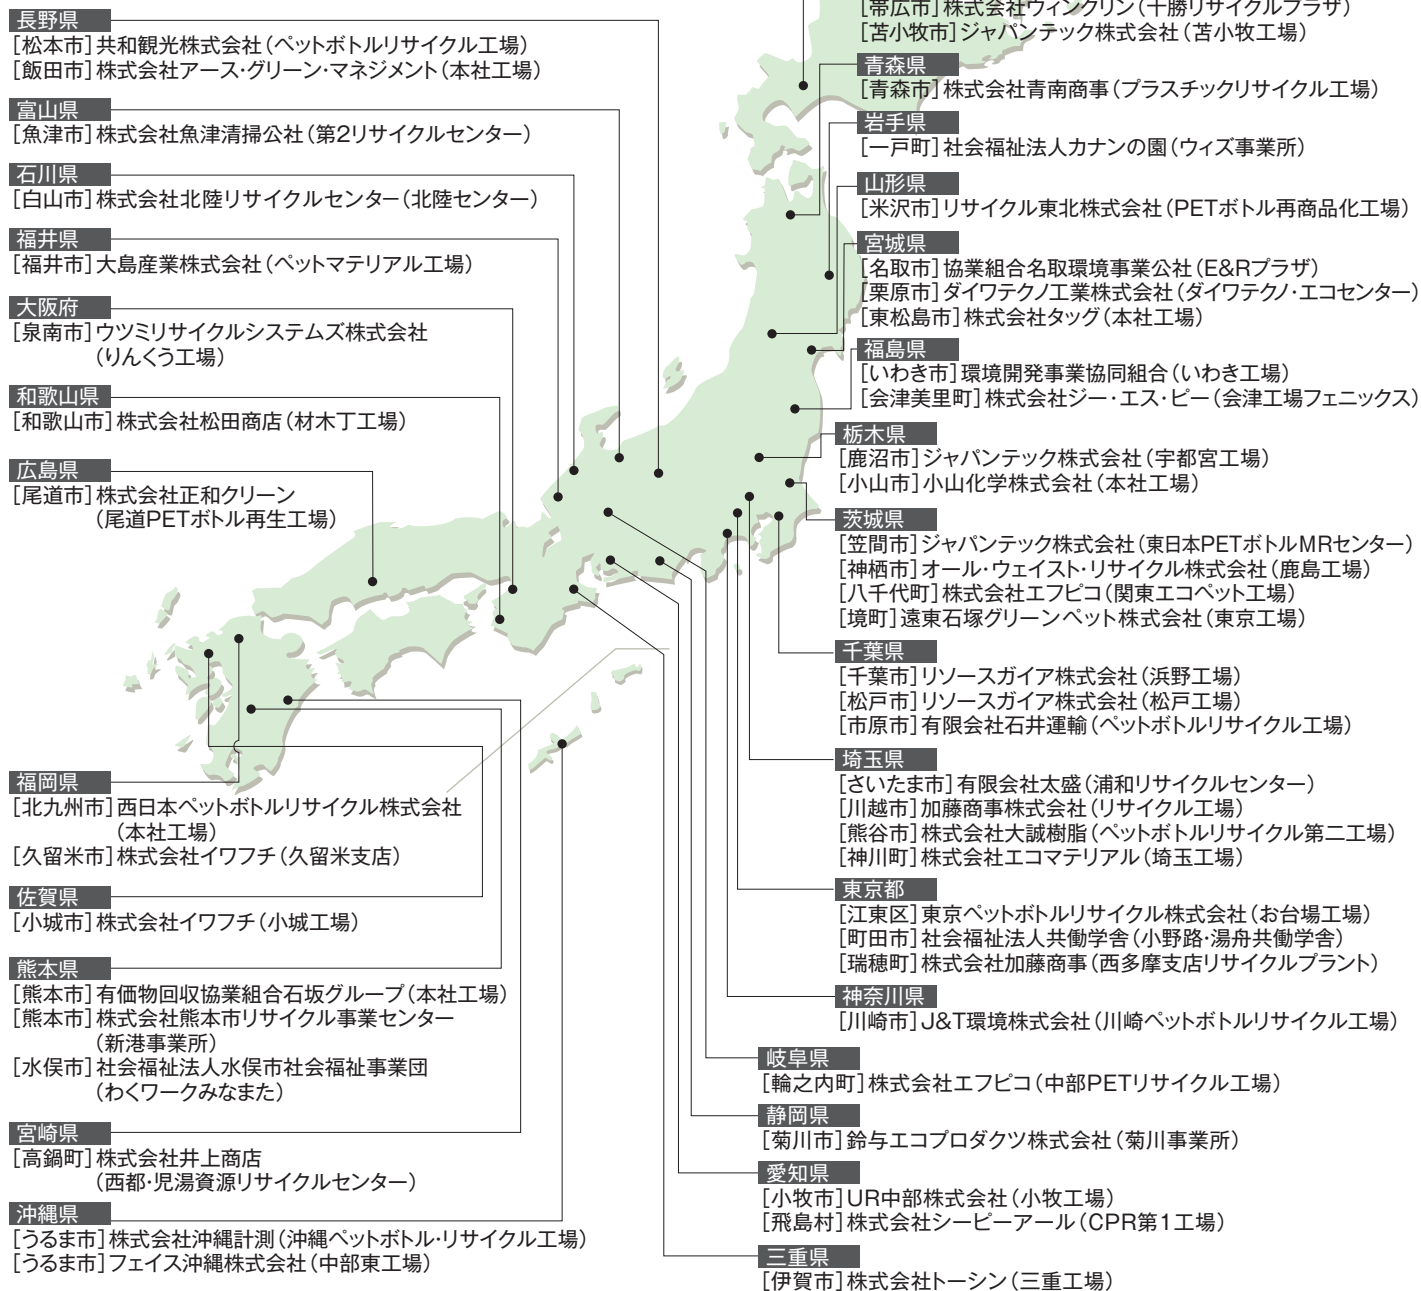 長野県
[松本市]共和観光株式会社(ペットボトルリサイクル工場)
[飯田市]株式会社アース・グリーン・マネジメント(本社工場)
富山県
[魚津市]株式会社魚津清掃公社(第2リサイクルセンター)
石川県
[白山市]株式会社北陸リサイクルセンター(北陸センター)
福井県
[福井市]大島産業株式会社(ペットマテリアル工場)
大阪府
[泉南市]ウツミリサイクルシステムズ株式会社
(りんくう工場)
和歌山県
[和歌山市]株式会社松田商店(材木丁工場)
広島県
[尾道市]株式会社正和クリーン
(尾道PETボトル再生工場)
福岡県
[北九州市]西日本ペットボトルリサイクル株式会社
(本社工場)
[久留米市]株式会社イワフチ(久留米支店)
佐賀県
[小城市]株式会社イワフチ(小城工場)
熊本県
[熊本市]有価物回収協業組合石坂グループ(本社工場)
[熊本市]株式会社熊本市リサイクル事業センター
(新港事業所)
[水俣市]社会福祉法人水俣市社会福祉事業団
(わくワークみなまた)
宮崎県
[高鍋町]株式会社井上商店
(西都・児湯資源リサイクルセンター)
沖縄県
[うるま市]株式会社沖縄計測(沖縄ペットボトル・リサイクル工場)
[うるま市]フェイス沖縄株式会社(中部東工場)
[帯広市]株式会社ウィンクリン(十勝リサイクルプラザ)
[苫小牧市]ジャパンテック株式会社(苫小牧工場)
青森県
[青森市]株式会社青南商事(プラスチックリサイクル工場)
岩手県
[一戸町]社会福祉法人カナンの園(ウィズ事業所)
山形県
[米沢市]リサイクル東北株式会社(PETボトル再商品化工場)
宮城県
[名取市]協業組合名取環境事業公社(E&Rプラザ)
[栗原市]ダイワテクノ工業株式会社(ダイワテクノ・エコセンター)
[東松島市]株式会社タッグ(本社工場)
福島県
[いわき市]環境開発事業協同組合(いわき工場)
[会津美里町]株式会社ジー・エス・ピー(会津工場フェニックス)
栃木県
[鹿沼市]ジャパンテック株式会社(宇都宮工場)
[小山市]小山化学株式会社(本社工場)
茨城県
[笠間市]ジャパンテック株式会社(東日本PETボトルMRセンター)
[神栖市]オール・ウェイスト・リサイクル株式会社(鹿島工場)
[八千代町]株式会社エフピコ(関東エコペット工場)
[境町]遠東石塚グリーンペット株式会社(東京工場)
千葉県
[千葉市]リソースガイア株式会社(浜野工場)
[松戸市]リソースガイア株式会社(松戸工場)
[市原市]有限会社石井運輸(ペットボトルリサイクル工場)
埼玉県
[さいたま市]有限会社太盛(浦和リサイクルセンター)
[川越市]加藤商事株式会社(リサイクル工場)
[熊谷市]株式会社大誠樹脂(ペットボトルリサイクル第二工場)
[神川町]株式会社エコマテリアル(埼玉工場)
東京都
[江東区]東京ペットボトルリサイクル株式会社(お台場工場)
[町田市]社会福祉法人共働学舎(小野路・湯舟共働学舎)
[瑞穂町]株式会社加藤商事(西多摩支店リサイクルプラント)
神奈川県
[川崎市]J&T環境株式会社(川崎ペットボトルリサイクル工場)
岐阜県
[輪之内町]株式会社エフピコ(中部PETリサイクル工場)
静岡県
[菊川市]鈴与エコプロダクツ株式会社(菊川事業所)
愛知県
[小牧市]UR中部株式会社(小牧工場)
[飛島村]株式会社シーピーアール(CPR第1工場)
三重県
[伊賀市]株式会社トーシン(三重工場)